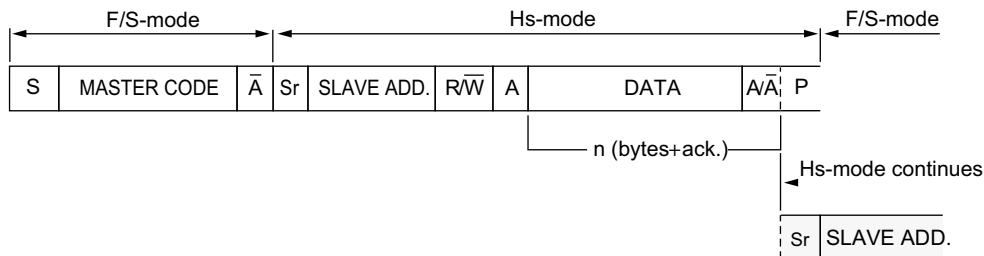 F/S-mode Hs-mode F/S-mode
S MASTER CODE A̅ Sr SLAVE ADD. R/W̅ A DATA A/A̅ P
n (bytes+ack.)
Hs-mode continues
Sr SLAVE ADD.